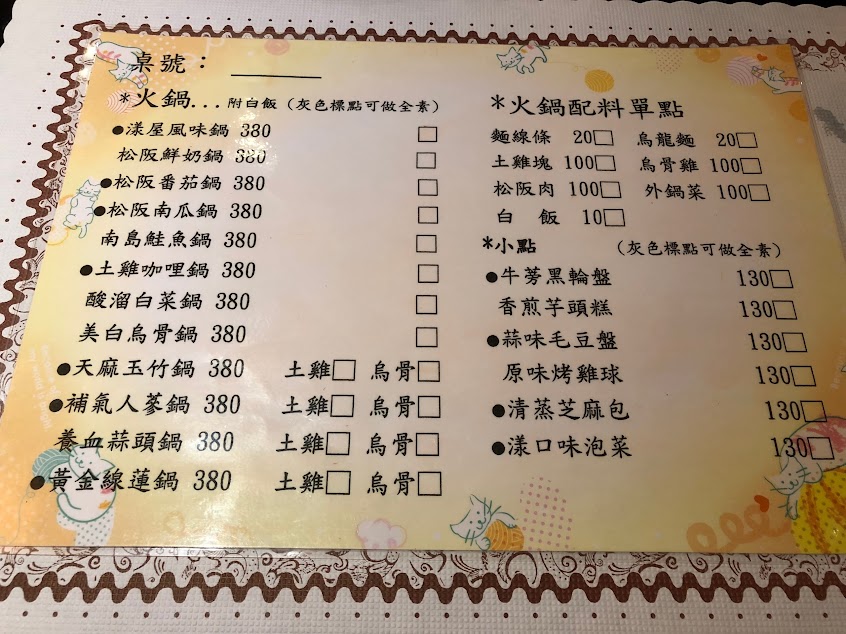 桌號：
*火鍋...附白飯（灰色標點可做全素）
●漾屋風味鍋 380 □
松阪鮮奶鍋 380 □
●松阪番茄鍋 380 □
●松阪南瓜鍋 380 □
南島鮭魚鍋 380 □
●土雞咖哩鍋 380 □
酸溜白菜鍋 380 □
美白烏骨鍋 380 □
●天麻玉竹鍋 380 土雞□ 烏骨□
●補氣人蔘鍋 380 土雞□ 烏骨□
養血蒜頭鍋 380 土雞□ 烏骨□
●黃金線蓮鍋 380 土雞□ 烏骨□
*火鍋配料單點
麵線條 20□ 烏龍麵 20□
土雞塊 100□ 烏骨雞 100□
松阪肉 100□ 外鍋菜 100□
白 飯 10□
*小點 （灰色標點可做全素）
●牛蒡黑輪盤 130□
香煎芋頭糕 130□
●蒜味毛豆盤 130□
原味烤雞球 130□
●清蒸芝麻包 130□
●漾口味泡菜 130□